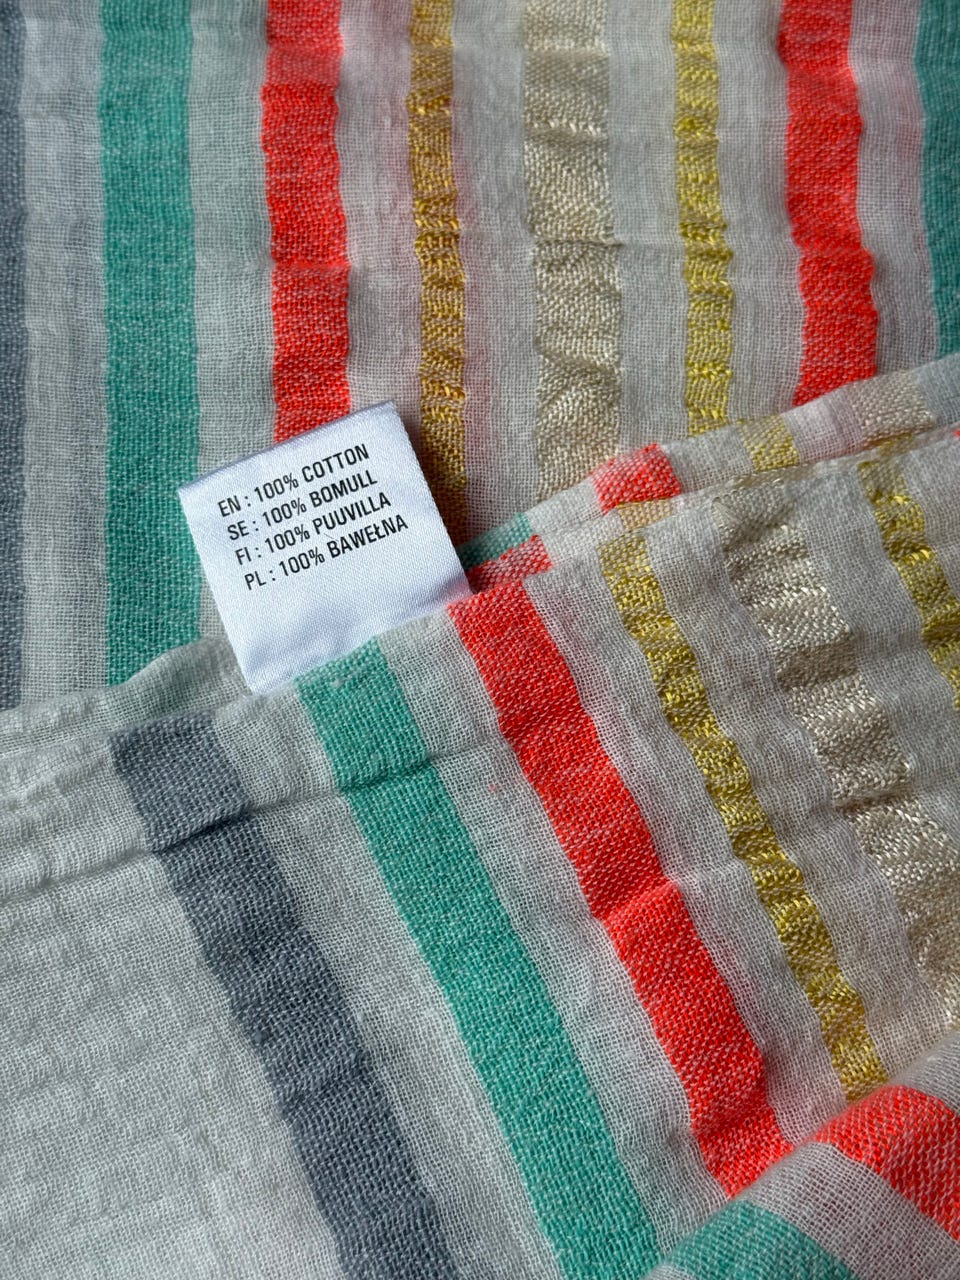 EN : 100% COTTON
SE : 100% BOMULL
FI : 100% PUUVILLA
PL : 100% BAWEŁNA